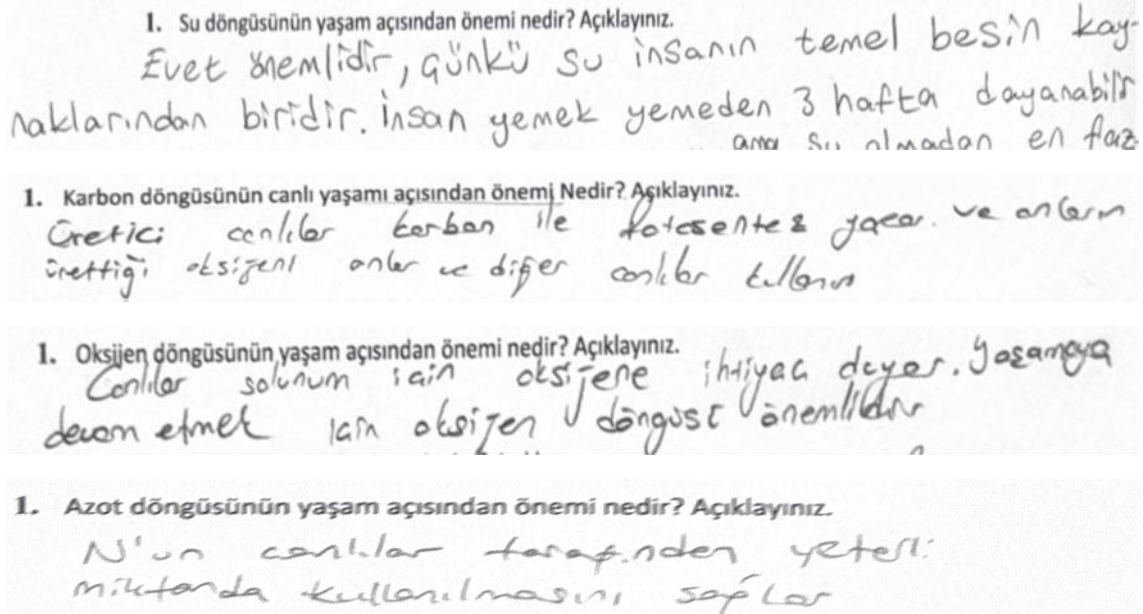 1. Su döngüsünün yaşam açısından önemi nedir? Açıklayınız.
Evet önemlidir, çünkü su insanın temel besin kay-
naklarından biridir. İnsan yemek yemeden 3 hafta dayanabilir
ama su olmadan en faz
1. Karbon döngüsünün canlı yaşamı açısından önemi Nedir? Açıklayınız.
Üretici canlılar karbon ile fotosentez yapar. ve onların
ürettiği oksijeni onlar ve diğer canlılar kullanır
1. Oksijen döngüsünün yaşam açısından önemi nedir? Açıklayınız.
Canlılar solunum için oksijene ihtiyaç duyar. Yaşamaya
devam etmek için oksijen döngüsü önemlidir
1. Azot döngüsünün yaşam açısından önemi nedir? Açıklayınız.
N'un canlılar tarafından yeterli
miktarda kullanılmasını sağlar